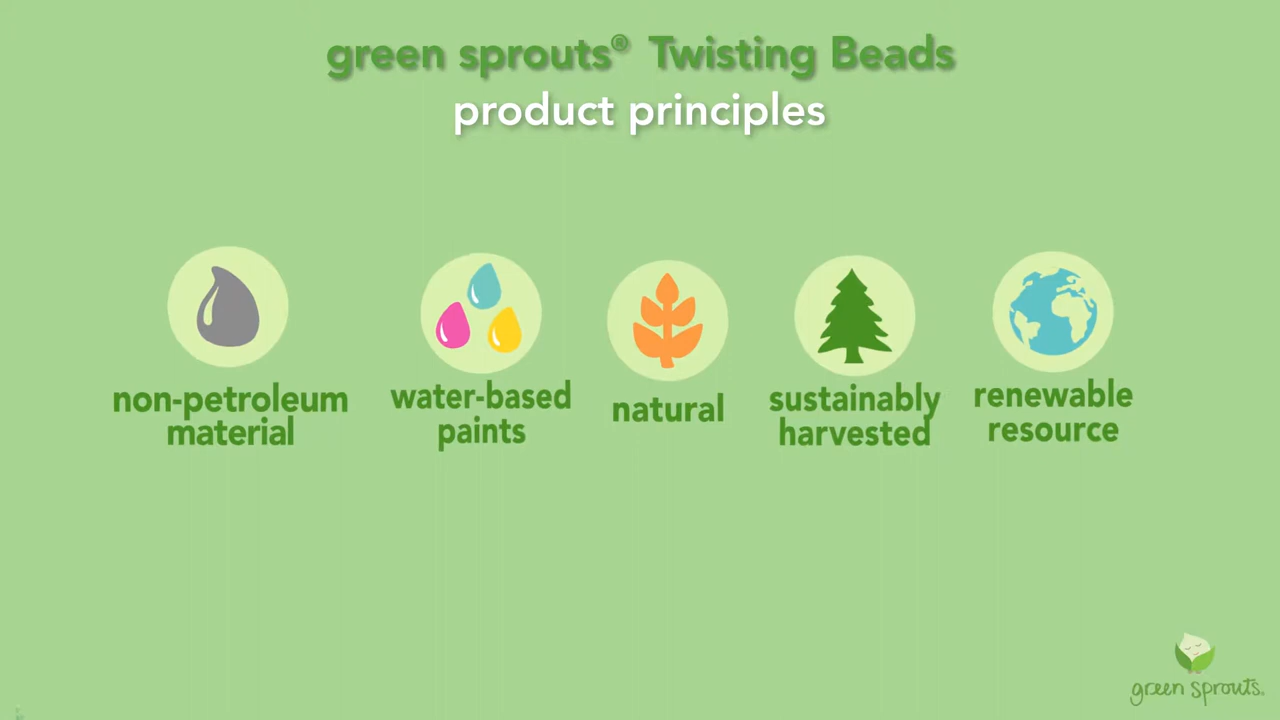 green sprouts® Twisting Beads
product principles
non-petroleum
material
water-based
paints
natural
sustainably
harvested
renewable
resource
green sprouts®